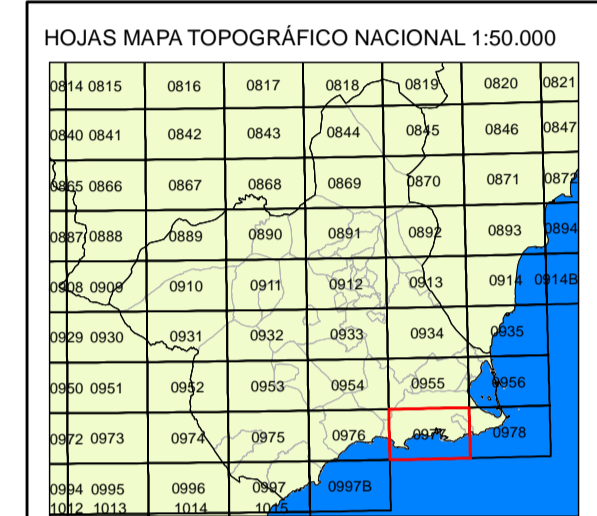 HOJAS MAPA TOPOGRÁFICO NACIONAL 1:50.000
0814 0815 0816 0817 0818 0819 0820 0821
0840 0841 0842 0843 0844 0845 0846 0847
0865 0866 0867 0868 0869 0870 0871 0872
0887 0888 0889 0890 0891 0892 0893 0894
0908 0909 0910 0911 0912 0913 0914 0914B
0929 0930 0931 0932 0933 0934 0935
0950 0951 0952 0953 0954 0955 0956
0972 0973 0974 0975 0976 0977 0978
0994 0995 0996 0997 0997B
1012 1013 1014 1015